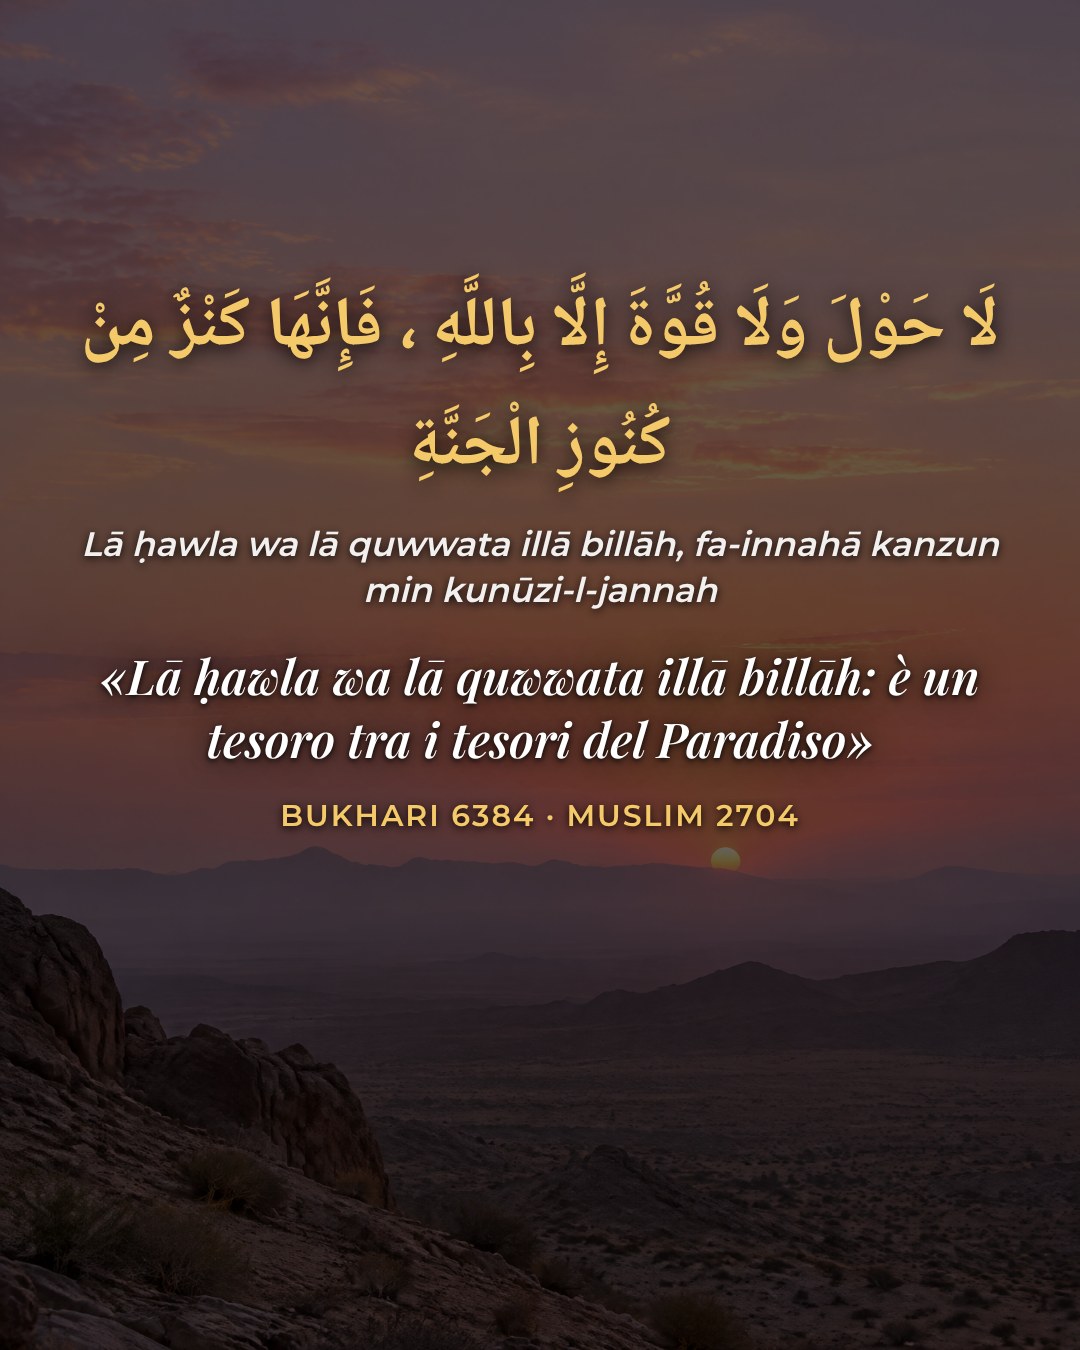 لَا حَوْلَ وَلَا قُوَّةَ إِلَّا بِاللَّهِ ، فَإِنَّهَا كَنْزٌ مِنْ
كُنُوزِ الْجَنَّةِ
Lā ḥawla wa lā quwwata illā billāh, fa-innahā kanzun
min kunūzi-l-jannah
«Lā ḥawla wa lā quwwata illā billāh: è un
tesoro tra i tesori del Paradiso»
BUKHARI 6384 · MUSLIM 2704